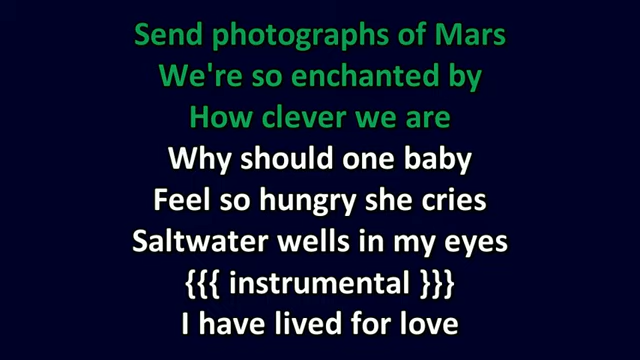 Send photographs of Mars
We're so enchanted by
How clever we are
Why should one baby
Feel so hungry she cries
Saltwater wells in my eyes
{{{ instrumental }}}
I have lived for love